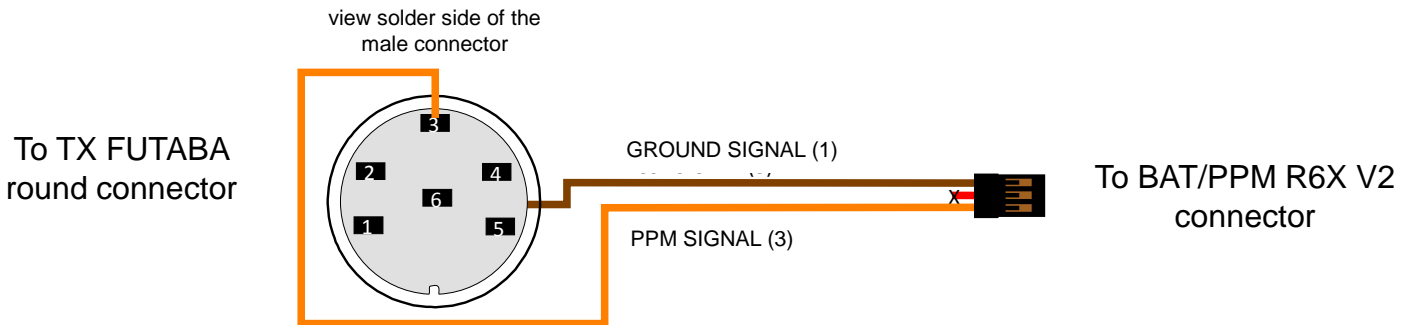 view solder side of the
male connector
To TX FUTABA
round connector
3
2
4
6
1
5
GROUND SIGNAL (1)
X
PPM SIGNAL (3)
To BAT/PPM R6X V2
connector